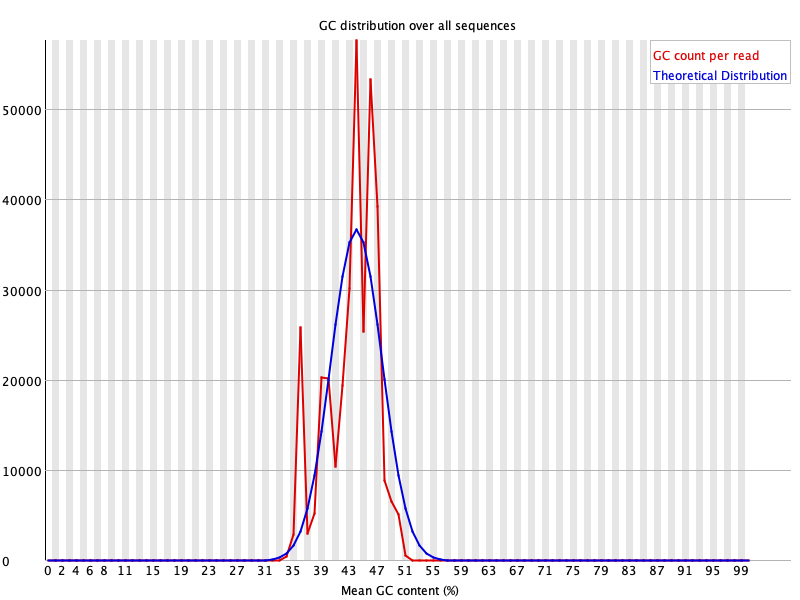 GC distribution over all sequences
GC count per read
Theoretical Distribution
50000
40000
30000
20000
10000
0
0 2 4 6 8 11 15 19 23 27 31 35 39 43 47 51 55 59 63 67 71 75 79 83 87 91 95 99
Mean GC content (%)